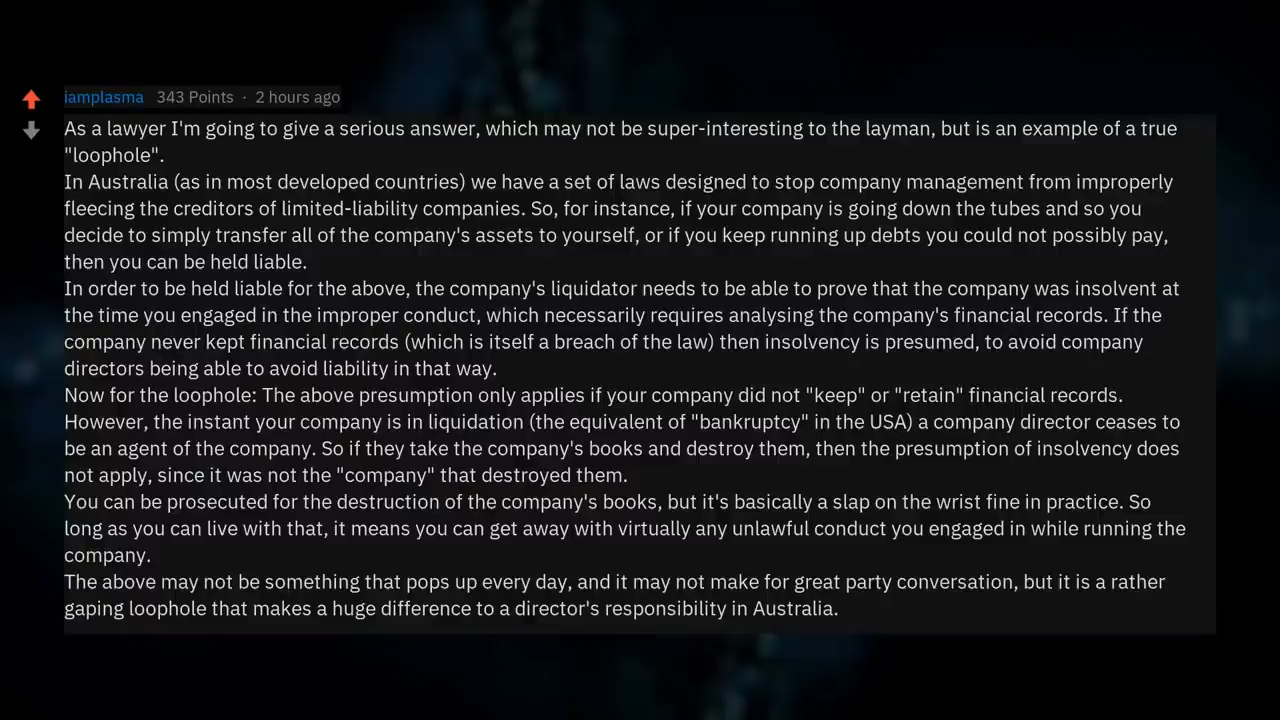 iamplasma 343 Points · 2 hours ago
As a lawyer I'm going to give a serious answer, which may not be super-interesting to the layman, but is an example of a true
"loophole".
In Australia (as in most developed countries) we have a set of laws designed to stop company management from improperly
fleecing the creditors of limited-liability companies. So, for instance, if your company is going down the tubes and so you
decide to simply transfer all of the company's assets to yourself, or if you keep running up debts you could not possibly pay,
then you can be held liable.
In order to be held liable for the above, the company's liquidator needs to be able to prove that the company was insolvent at
the time you engaged in the improper conduct, which necessarily requires analysing the company's financial records. If the
company never kept financial records (which is itself a breach of the law) then insolvency is presumed, to avoid company
directors being able to avoid liability in that way.
Now for the loophole: The above presumption only applies if your company did not "keep" or "retain" financial records.
However, the instant your company is in liquidation (the equivalent of "bankruptcy" in the USA) a company director ceases to
be an agent of the company. So if they take the company's books and destroy them, then the presumption of insolvency does
not apply, since it was not the "company" that destroyed them.
You can be prosecuted for the destruction of the company's books, but it's basically a slap on the wrist fine in practice. So
long as you can live with that, it means you can get away with virtually any unlawful conduct you engaged in while running the
company.
The above may not be something that pops up every day, and it may not make for great party conversation, but it is a rather
gaping loophole that makes a huge difference to a director's responsibility in Australia.